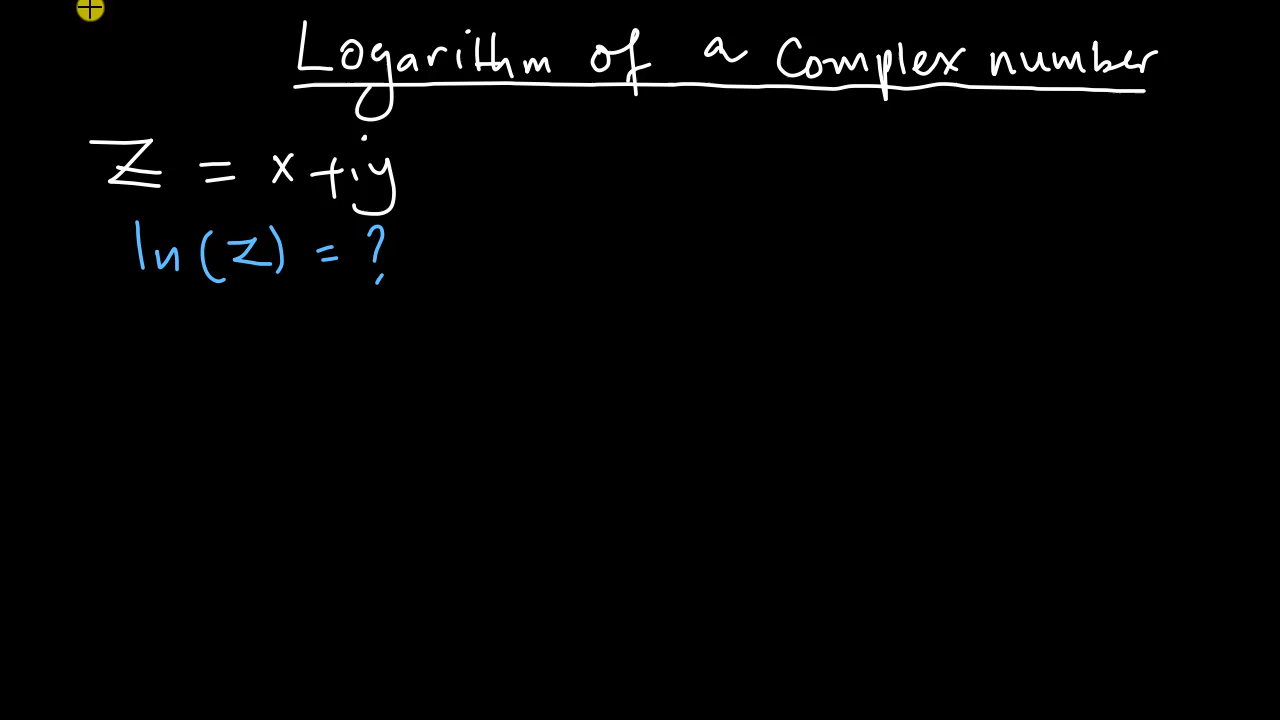 Logarithm of a Complex number
Z = x + iy
ln(z) = ?